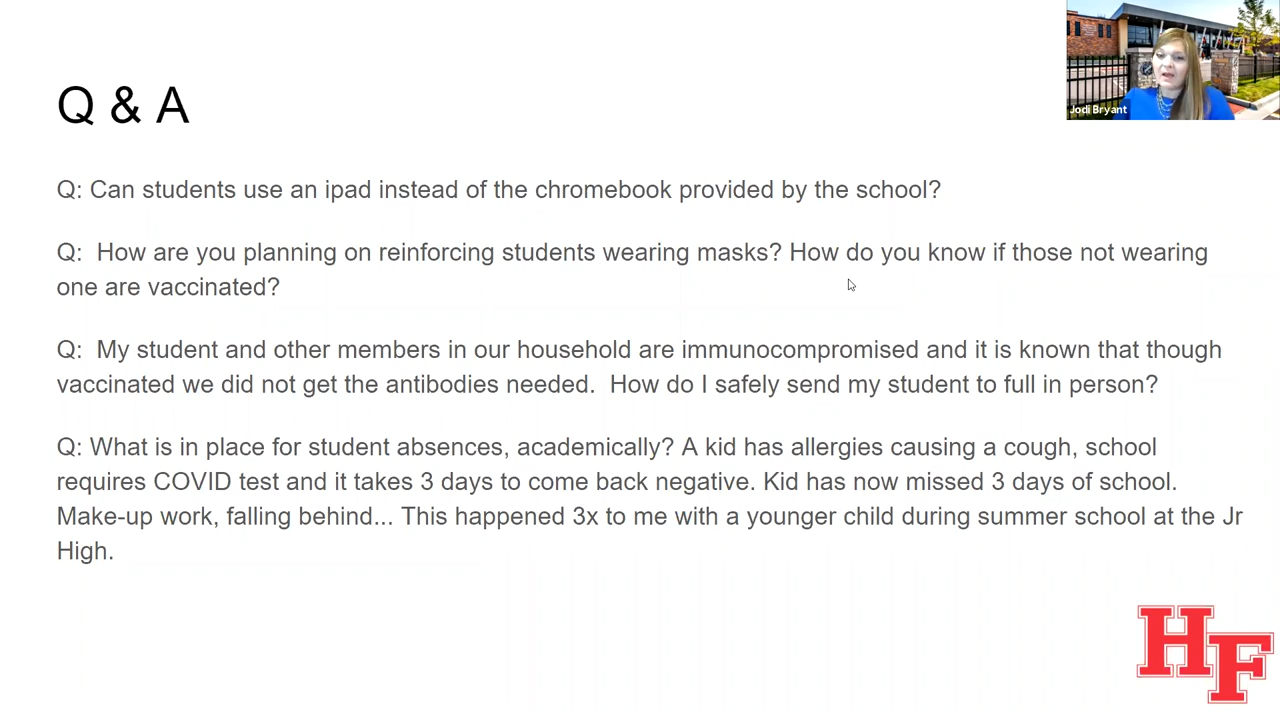 Jodi Bryant
Q & A
Q: Can students use an ipad instead of the chromebook provided by the school?
Q:  How are you planning on reinforcing students wearing masks? How do you know if those not wearing
one are vaccinated?
Q:  My student and other members in our household are immunocompromised and it is known that though
vaccinated we did not get the antibodies needed.  How do I safely send my student to full in person?
Q: What is in place for student absences, academically? A kid has allergies causing a cough, school
requires COVID test and it takes 3 days to come back negative. Kid has now missed 3 days of school.
Make-up work, falling behind... This happened 3x to me with a younger child during summer school at the Jr
High.
HF